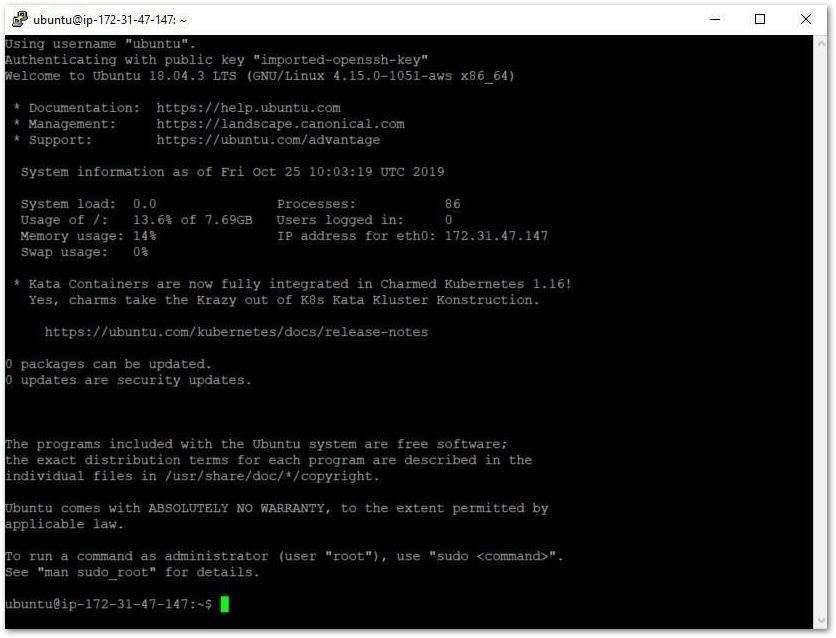 ubuntu@ip-172-31-47-147: ~
Using username "ubuntu".
Authenticating with public key "imported-openssh-key"
Welcome to Ubuntu 18.04.3 LTS (GNU/Linux 4.15.0-1051-aws x86_64)
* Documentation: https://help.ubuntu.com
* Management: https://landscape.canonical.com
* Support: https://ubuntu.com/advantage
System information as of Fri Oct 25 10:03:19 UTC 2019
System load: 0.0 Processes: 86
Usage of /: 13.6% of 7.69GB Users logged in: 0
Memory usage: 14% IP address for eth0: 172.31.47.147
Swap usage: 0%
* Kata Containers are now fully integrated in Charmed Kubernetes 1.16!
Yes, charms take the Krazy out of K8s Kata Kluster Konstruction.
https://ubuntu.com/kubernetes/docs/release-notes
0 packages can be updated.
0 updates are security updates.
The programs included with the Ubuntu system are free software;
the exact distribution terms for each program are described in the
individual files in /usr/share/doc/*/copyright.
Ubuntu comes with ABSOLUTELY NO WARRANTY, to the extent permitted by
applicable law.
To run a command as administrator (user "root"), use "sudo <command>".
See "man sudo_root" for details.
ubuntu@ip-172-31-47-147:~$